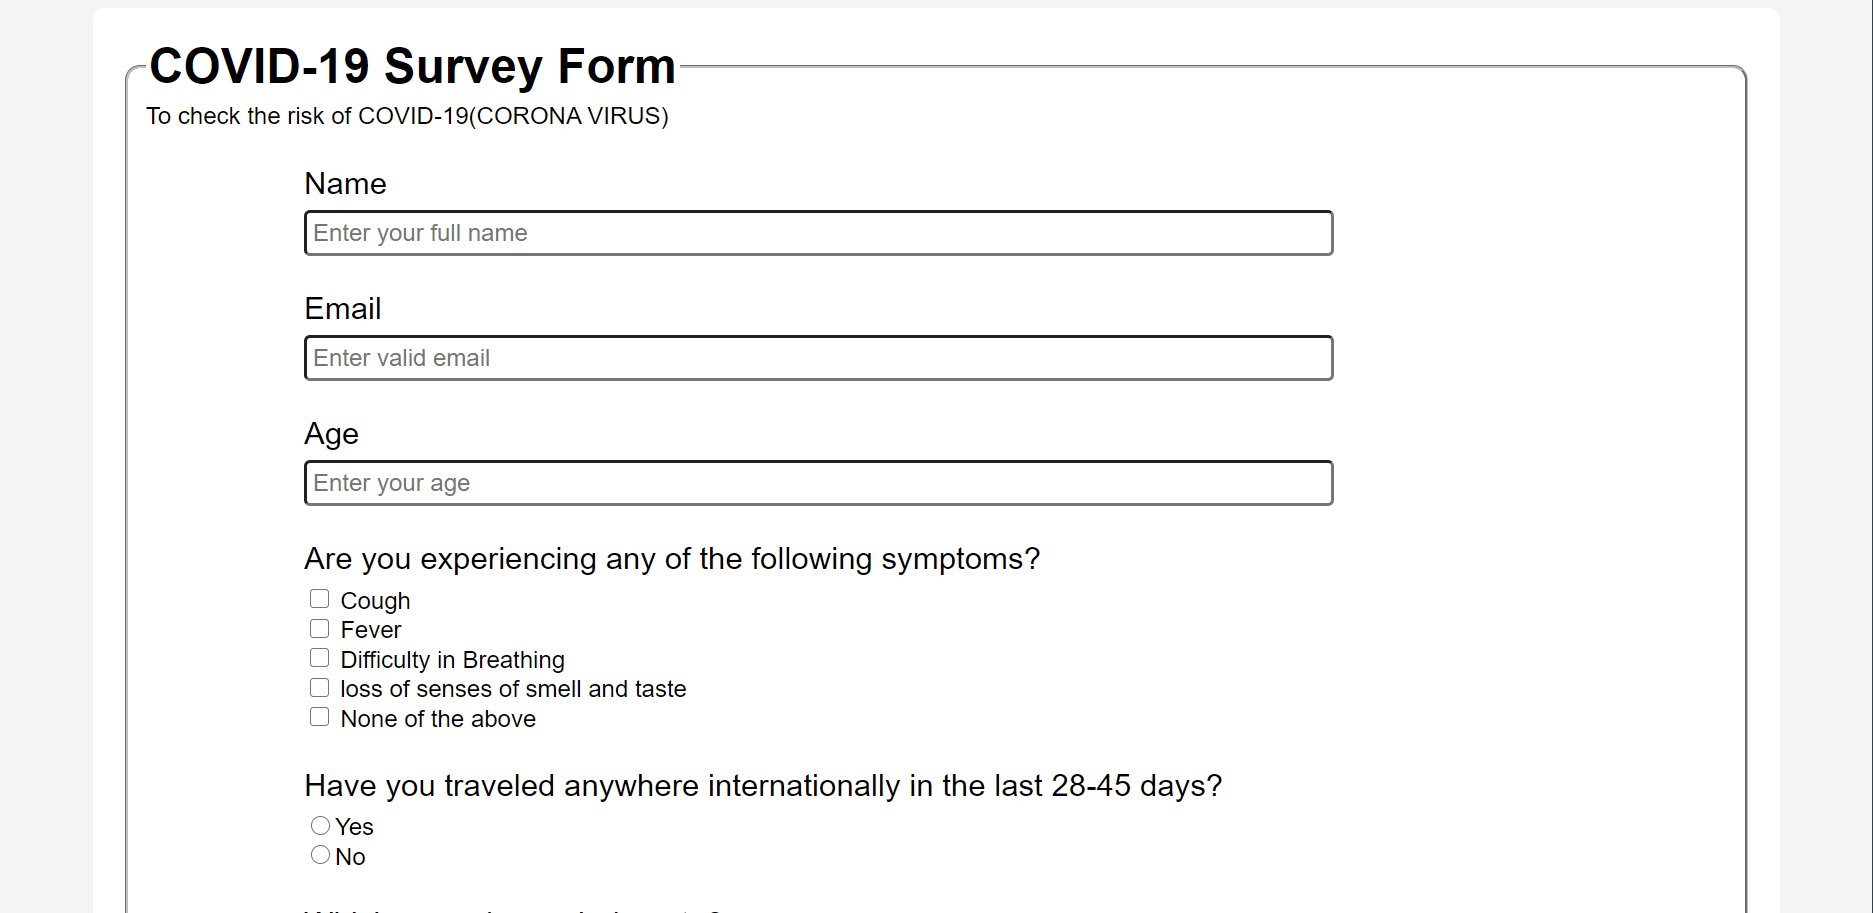 COVID-19 Survey Form
To check the risk of COVID-19(CORONA VIRUS)
Name
Enter your full name
Email
Enter valid email
Age
Enter your age
Are you experiencing any of the following symptoms?
Cough
Fever
Difficulty in Breathing
loss of senses of smell and taste
None of the above
Have you traveled anywhere internationally in the last 28-45 days?
Yes
No